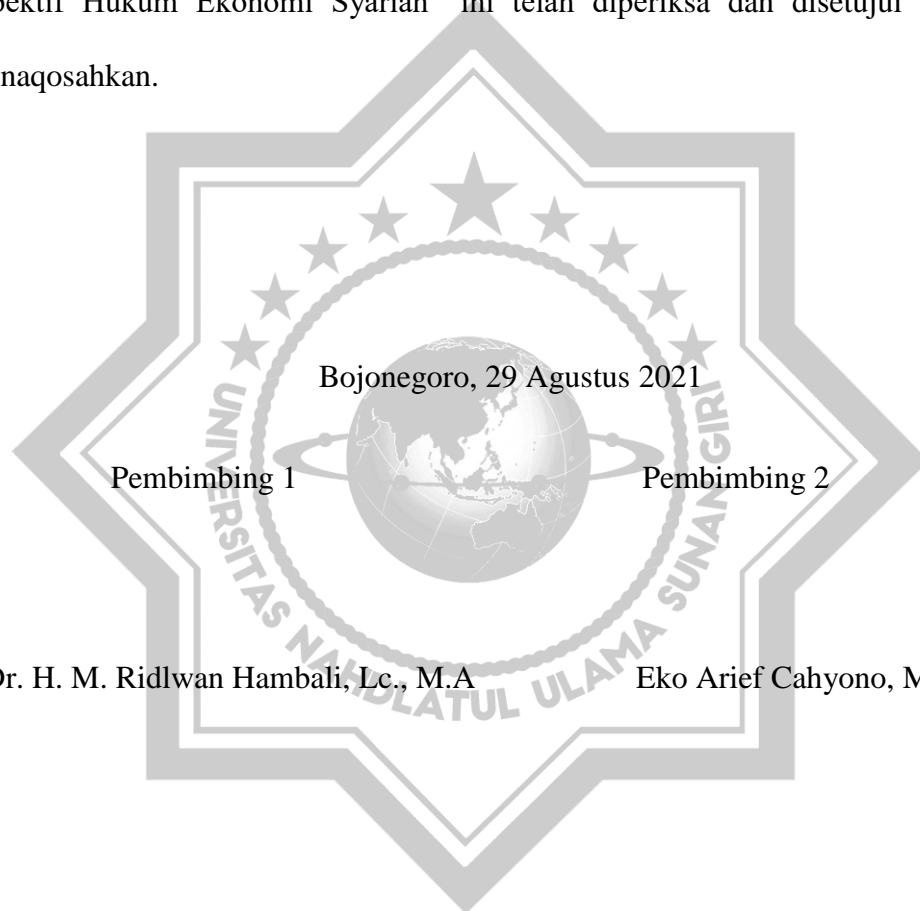 pektif Hukum Ekonomi Syariah" ini telah diperiksa dan disetujui
naqosahkan.
Bojonegoro, 29 Agustus 2021
Pembimbing 1 Pembimbing 2
Dr. H. M. Ridlwan Hambali, Lc., M.A Eko Arief Cahyono, M
UNIVERSITAS NAHDLATUL ULAMA SUNAN GIRI